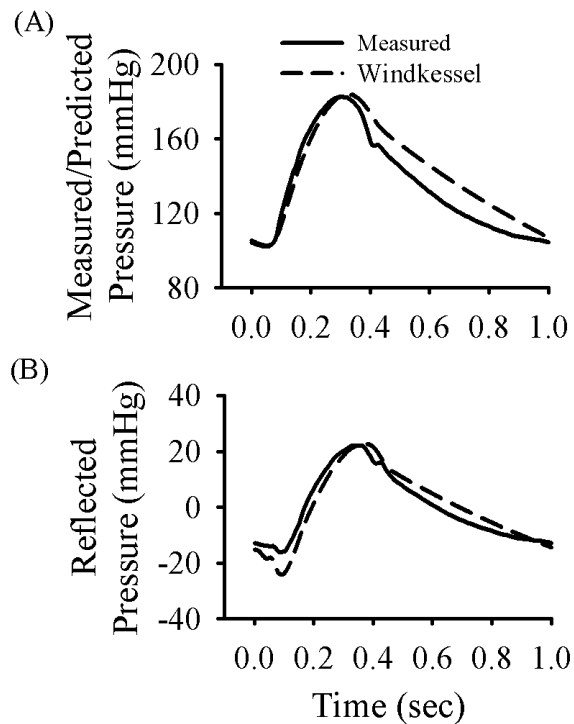 (A)
Measured
Windkessel
Measured/Predicted
Pressure (mmHg)
200
160
120
80
0.0 0.2 0.4 0.6 0.8 1.0
(B)
Reflected
Pressure (mmHg)
40
20
0
-20
-40
0.0 0.2 0.4 0.6 0.8 1.0
Time (sec)